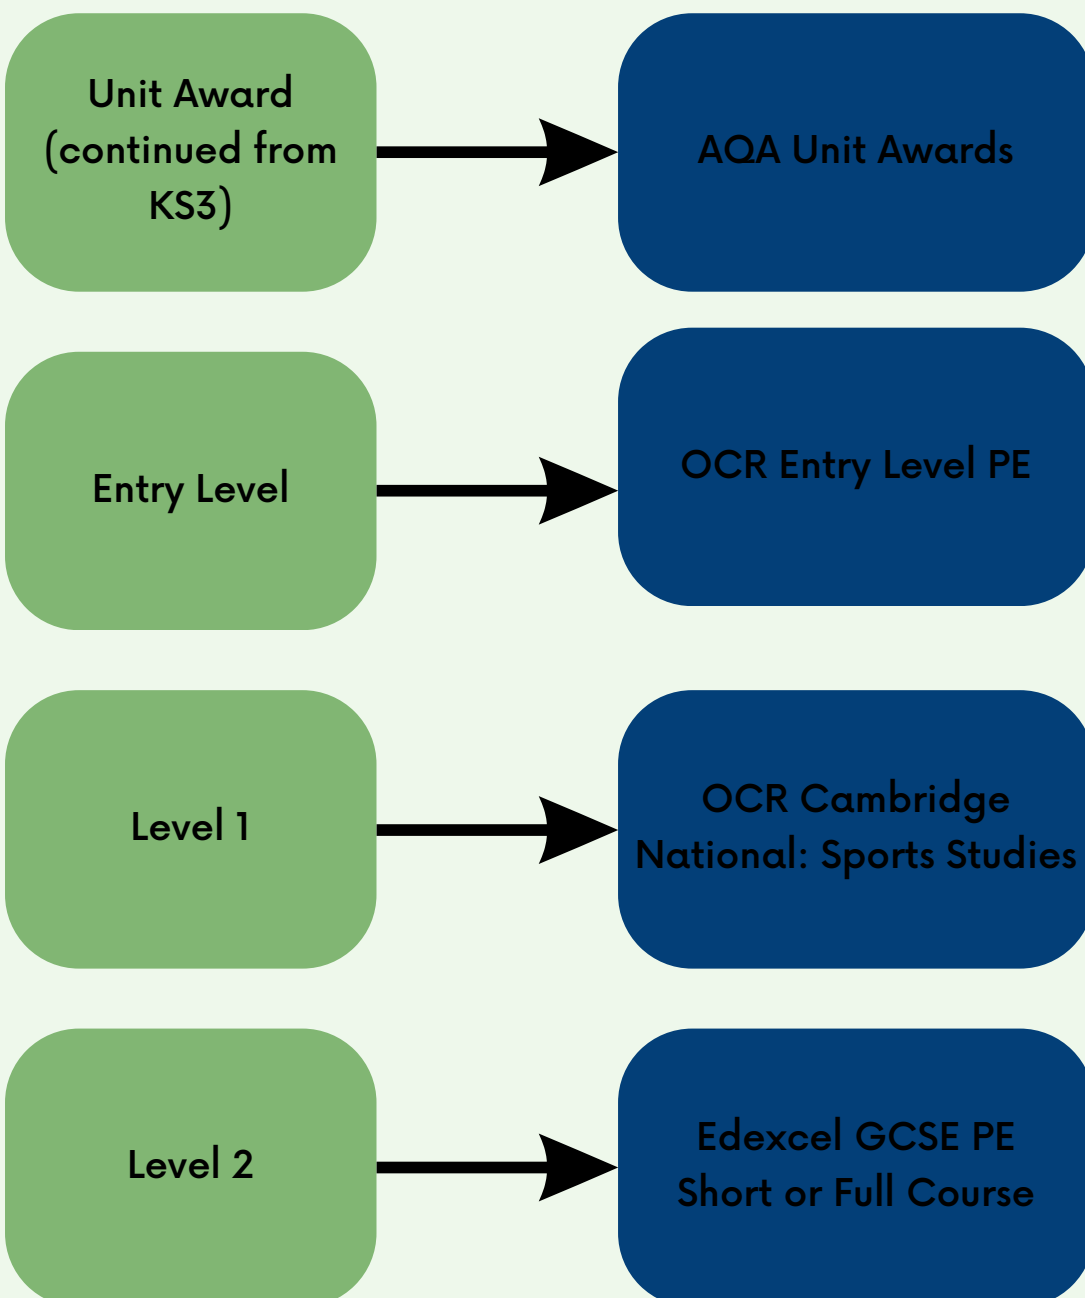 Unit Award
(continued from
KS3)
AQA Unit Awards
Entry Level
OCR Entry Level PE
Level 1
OCR Cambridge
National: Sports Studies
Level 2
Edexcel GCSE PE
Short or Full Course